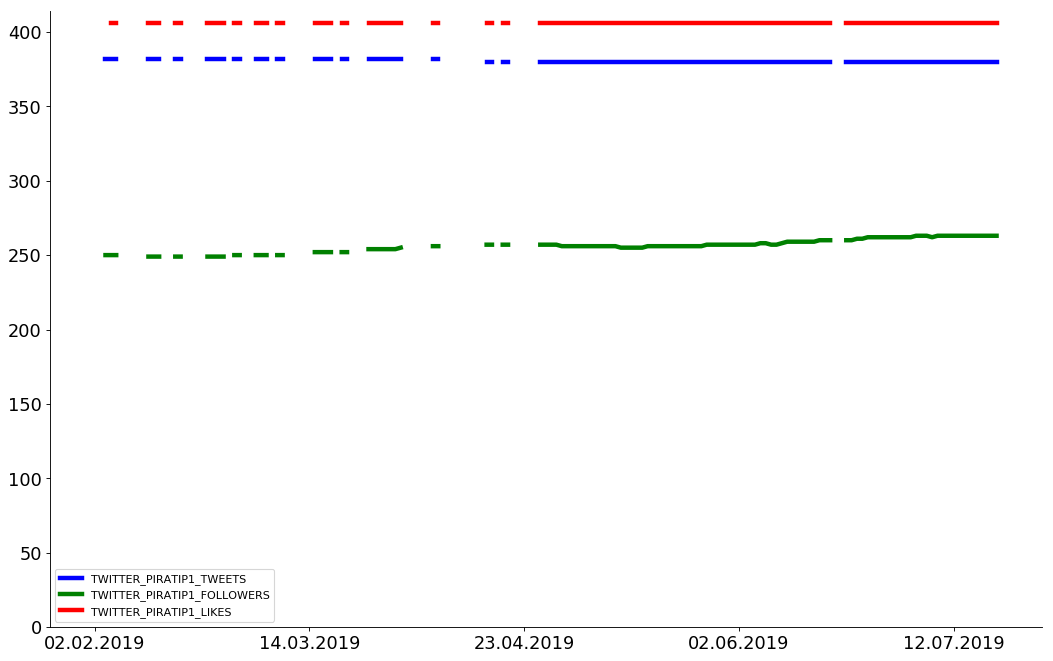 400
350
300
250
200
150
100
50
0
TWITTER_PIRATIP1_TWEETS
TWITTER_PIRATIP1_FOLLOWERS
TWITTER_PIRATIP1_LIKES
02.02.2019 14.03.2019 23.04.2019 02.06.2019 12.07.2019